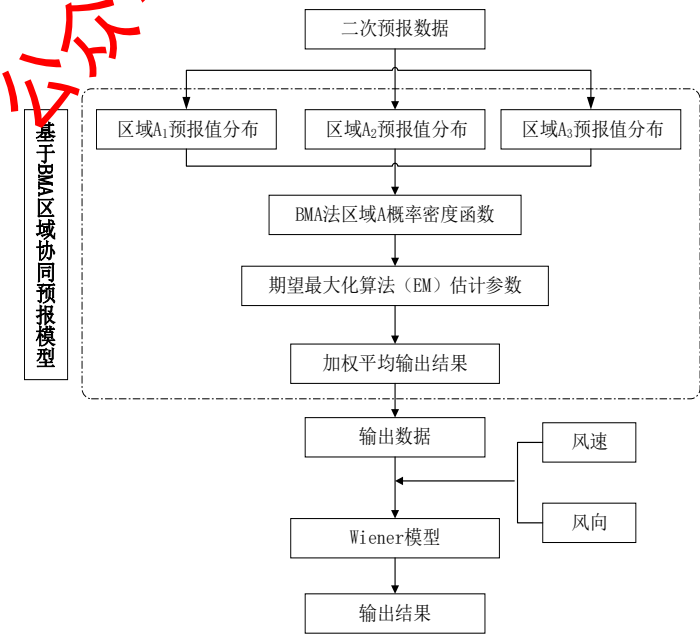 公众
二次预报数据
区域A₁预报值分布
区域A₂预报值分布
区域A₃预报值分布
基于BMA区域协同预报模型
BMA法区域A概率密度函数
期望最大化算法（EM）估计参数
加权平均输出结果
输出数据
风速
风向
Wiener模型
输出结果